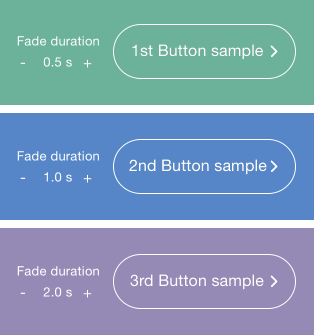 Fade duration
- 0.5 s +
1st Button sample
Fade duration
- 1.0 s +
2nd Button sample
Fade duration
- 2.0 s +
3rd Button sample